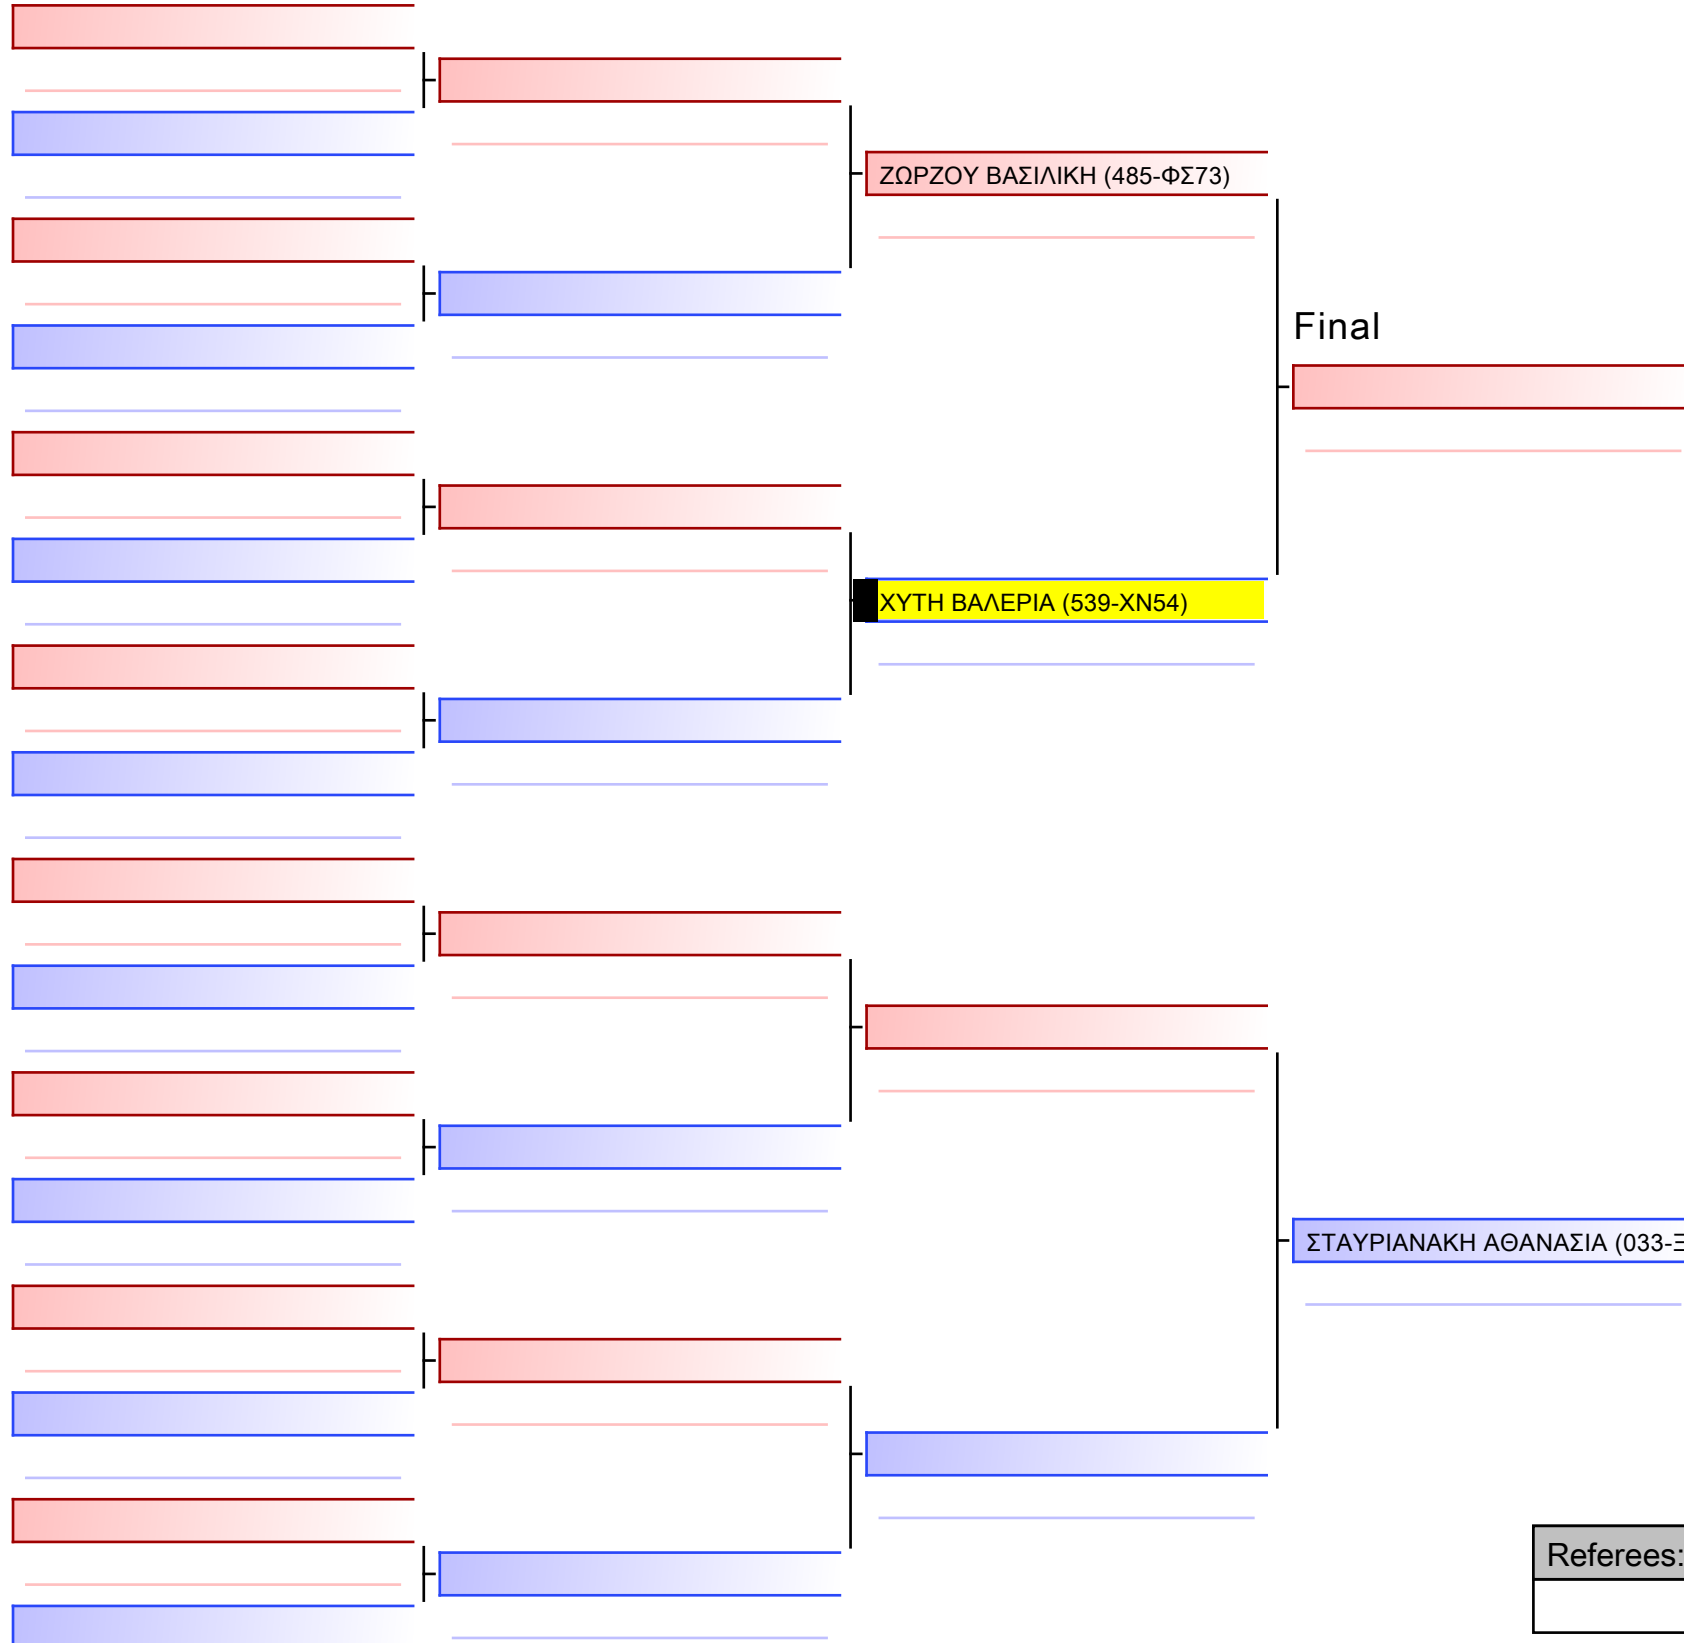 ΖΩΡΖΟΥ ΒΑΣΙΛΙΚΗ (485-ΦΣ73)
Final
ΧΥΤΗ ΒΑΛΕΡΙΑ (539-ΧΝ54)
ΣΤΑΥΡΙΑΝΑΚΗ ΑΘΑΝΑΣΙΑ (033-Ξ
Referees: